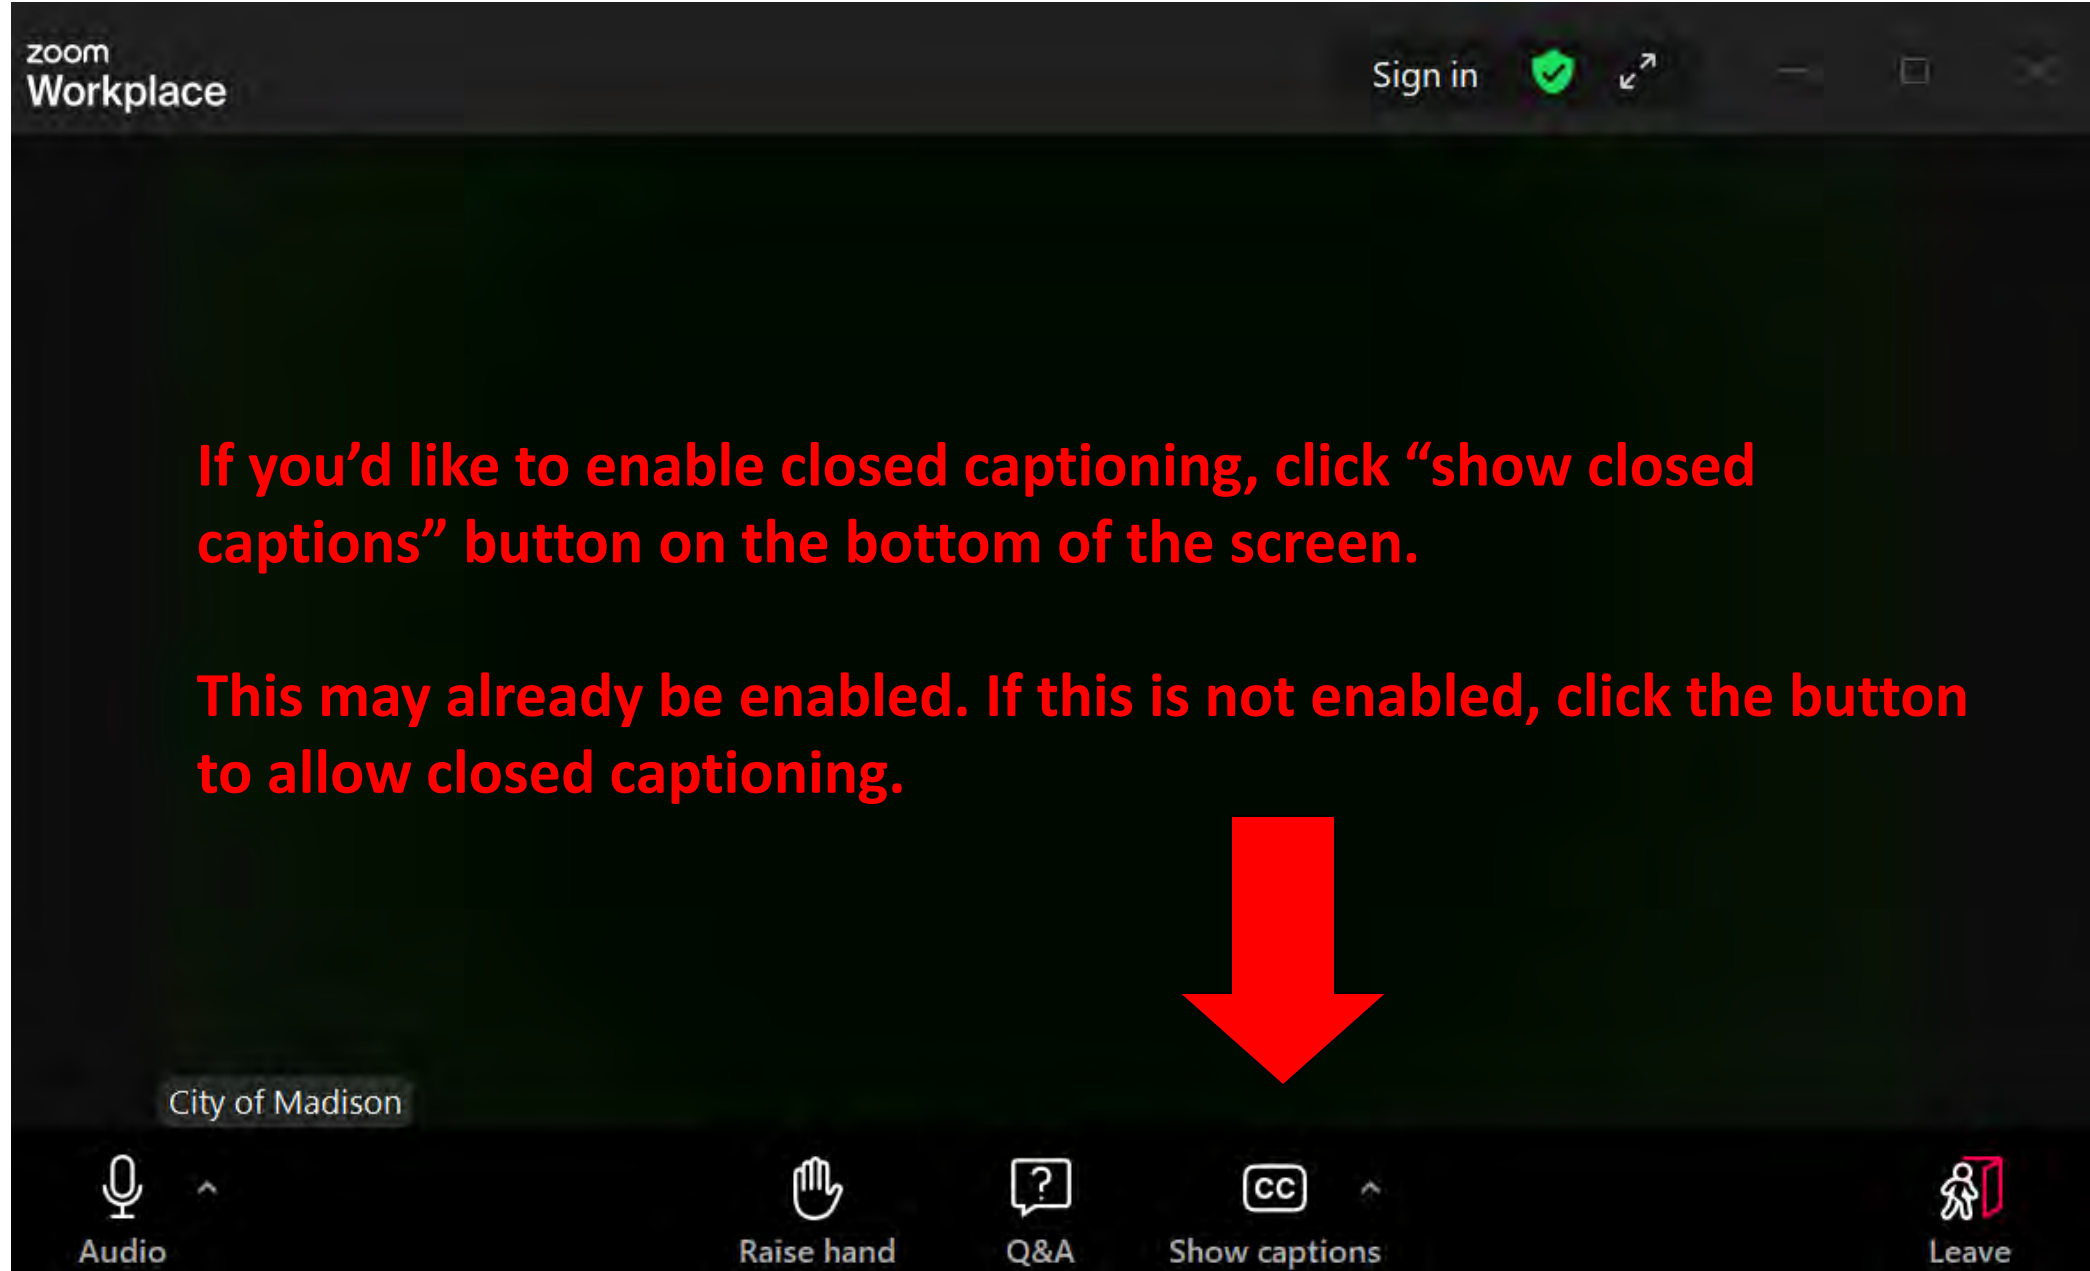 zoom
Workplace
Sign in
If you’d like to enable closed captioning, click “show closed
captions” button on the bottom of the screen.
This may already be enabled. If this is not enabled, click the button
to allow closed captioning.
City of Madison
CC
Audio
Raise hand
Q&A
Show captions
Leave